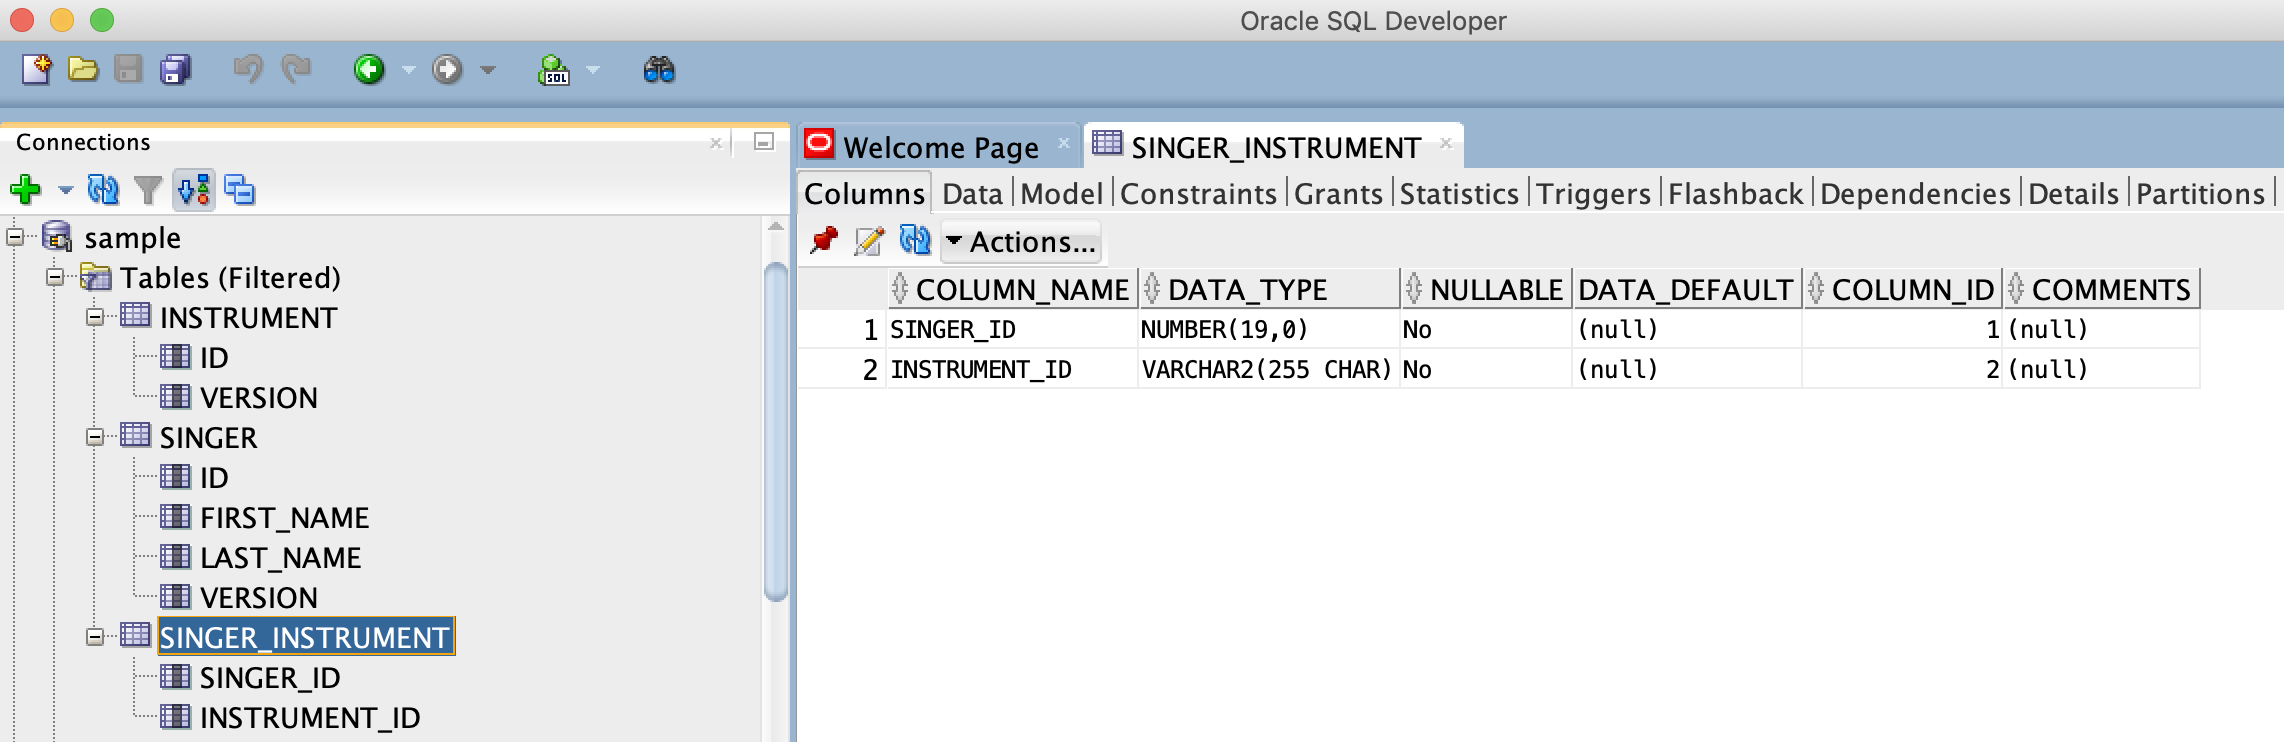 Oracle SQL Developer
SQL
Connections
Welcome Page
SINGER_INSTRUMENT
Columns Data Model Constraints Grants Statistics Triggers Flashback Dependencies Details Partitions
Actions...
sample
Tables (Filtered)
INSTRUMENT
ID
VERSION
SINGER
ID
FIRST_NAME
LAST_NAME
VERSION
SINGER_INSTRUMENT
SINGER_ID
INSTRUMENT_ID
COLUMN_NAME DATA_TYPE NULLABLE DATA_DEFAULT COLUMN_ID COMMENTS
1 SINGER_ID NUMBER(19,0) No (null) 1 (null)
2 INSTRUMENT_ID VARCHAR2(255 CHAR) No (null) 2 (null)